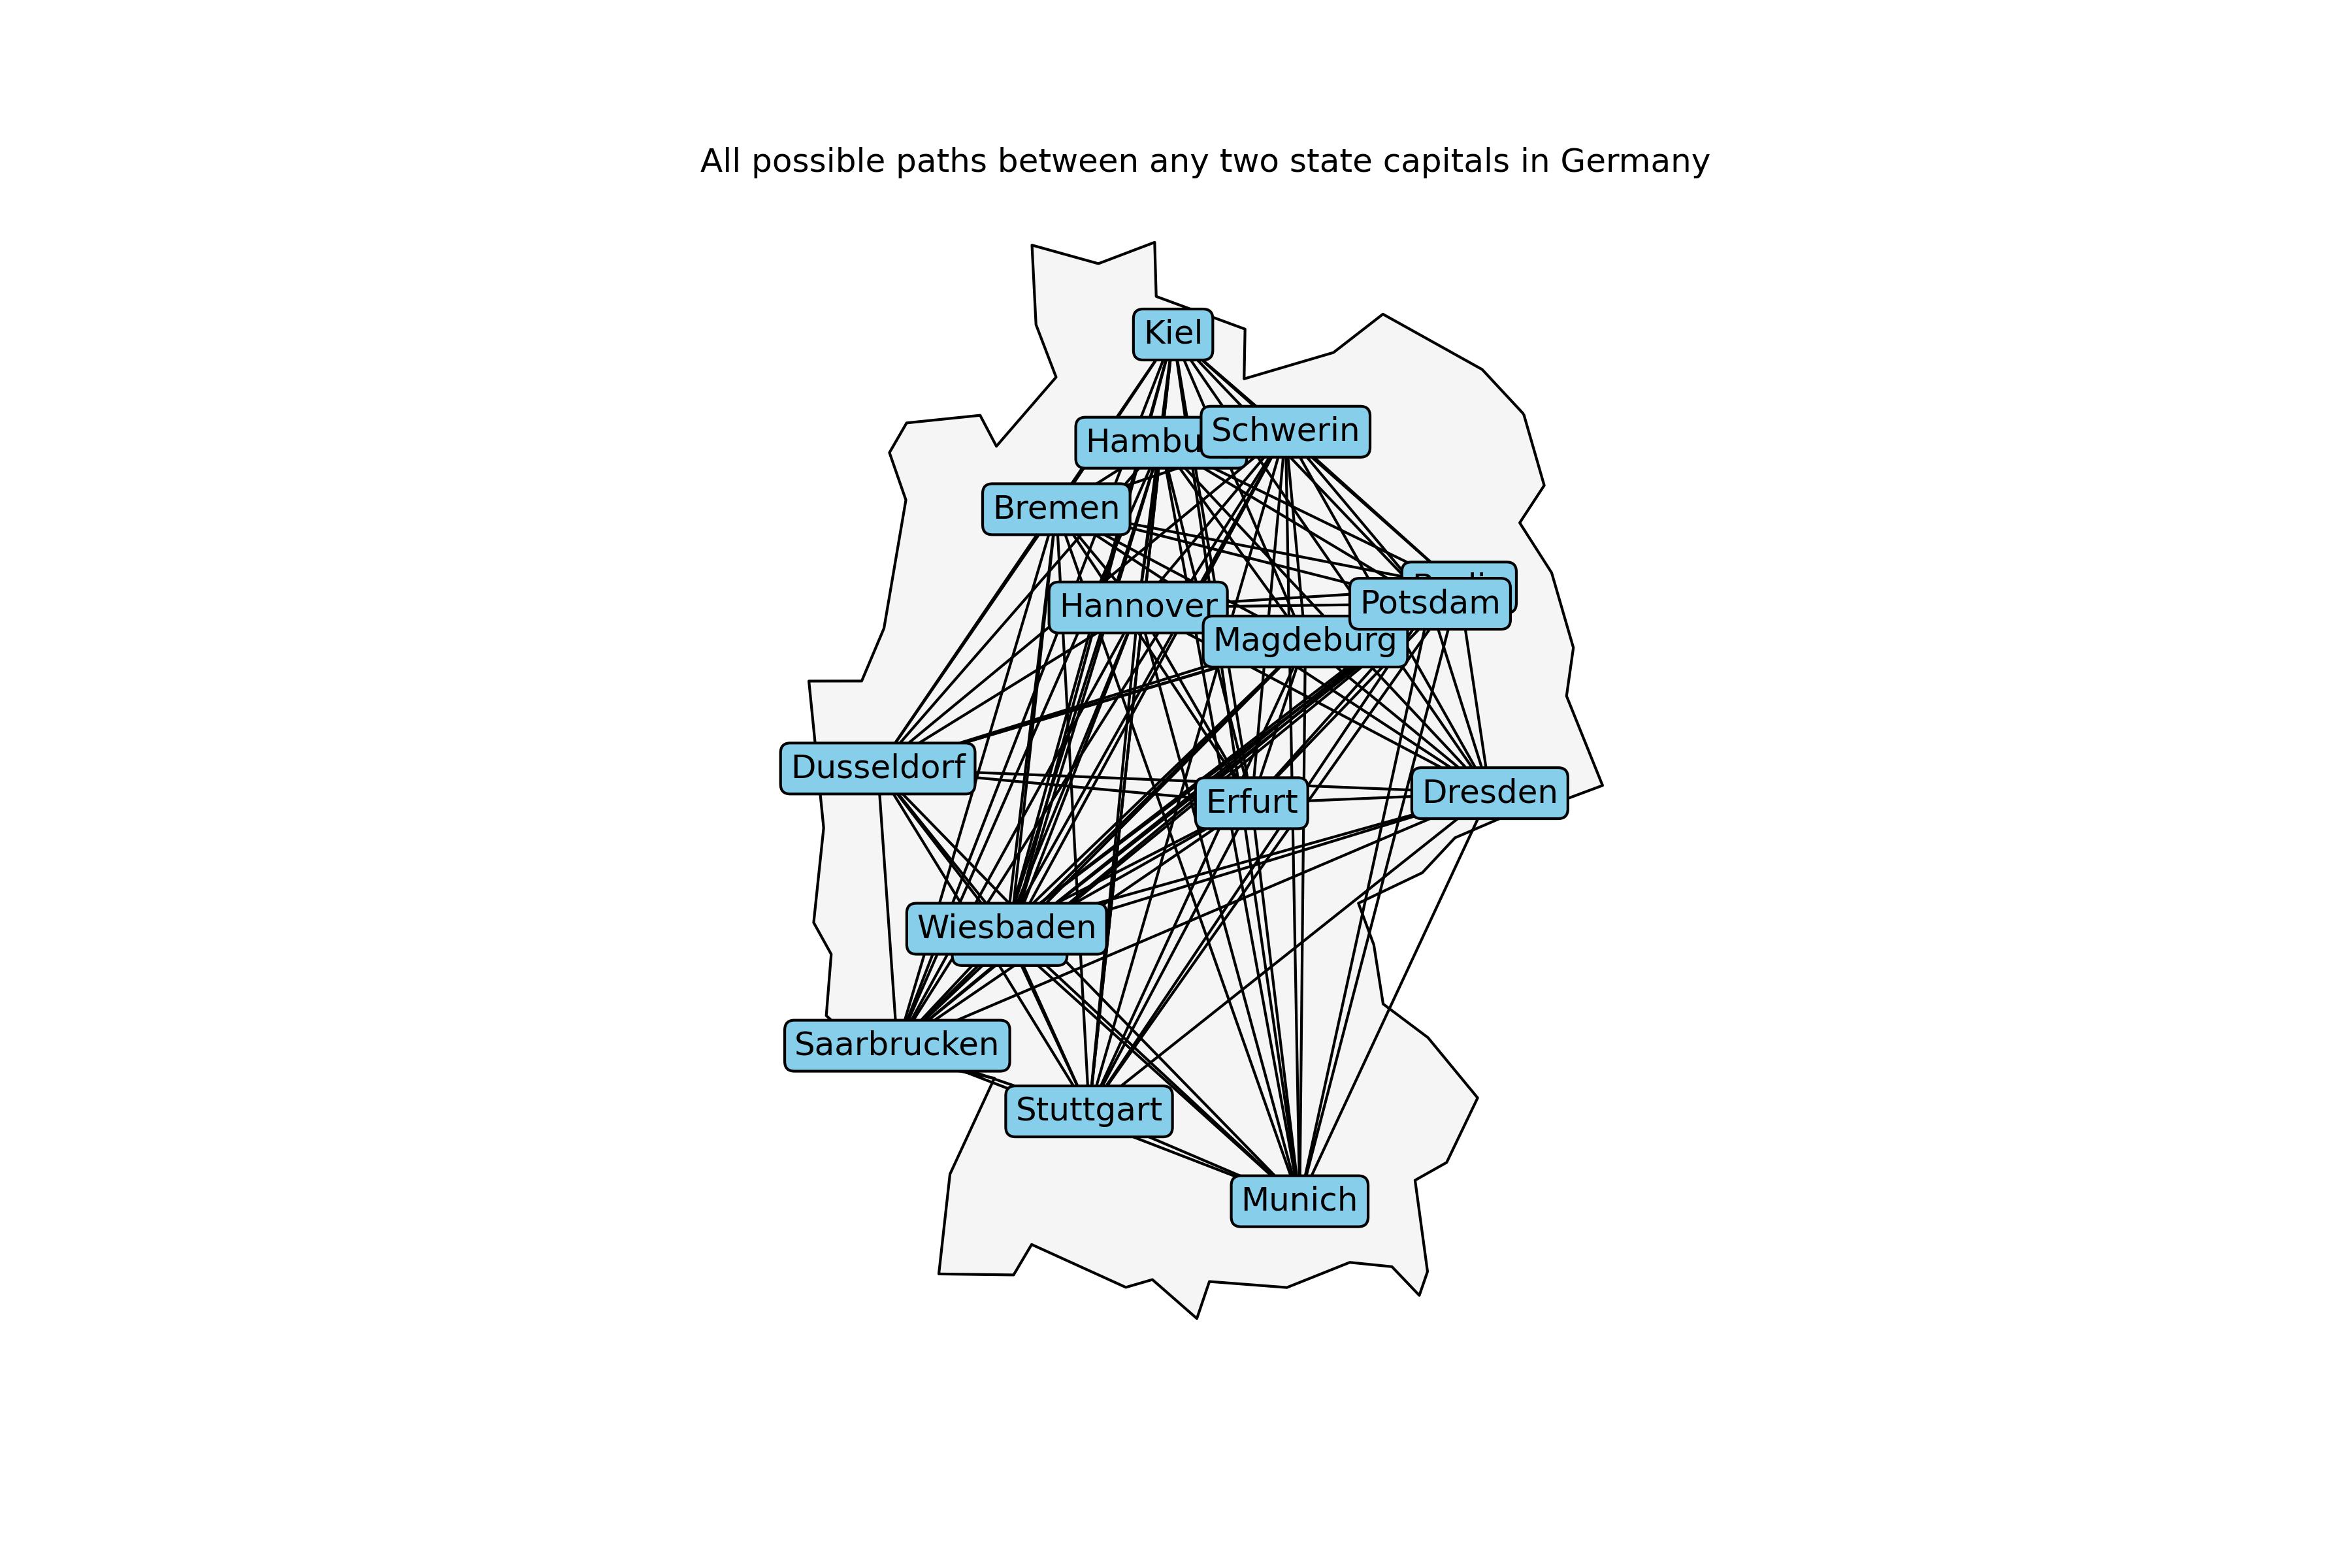 All possible paths between any two state capitals in Germany
Kiel
Schwerin
Hambu
Bremen
Potsdam
Hannover
Magdeburg
Dusseldorf
Dresden
Erfurt
Wiesbaden
Saarbrucken
Stuttgart
Munich